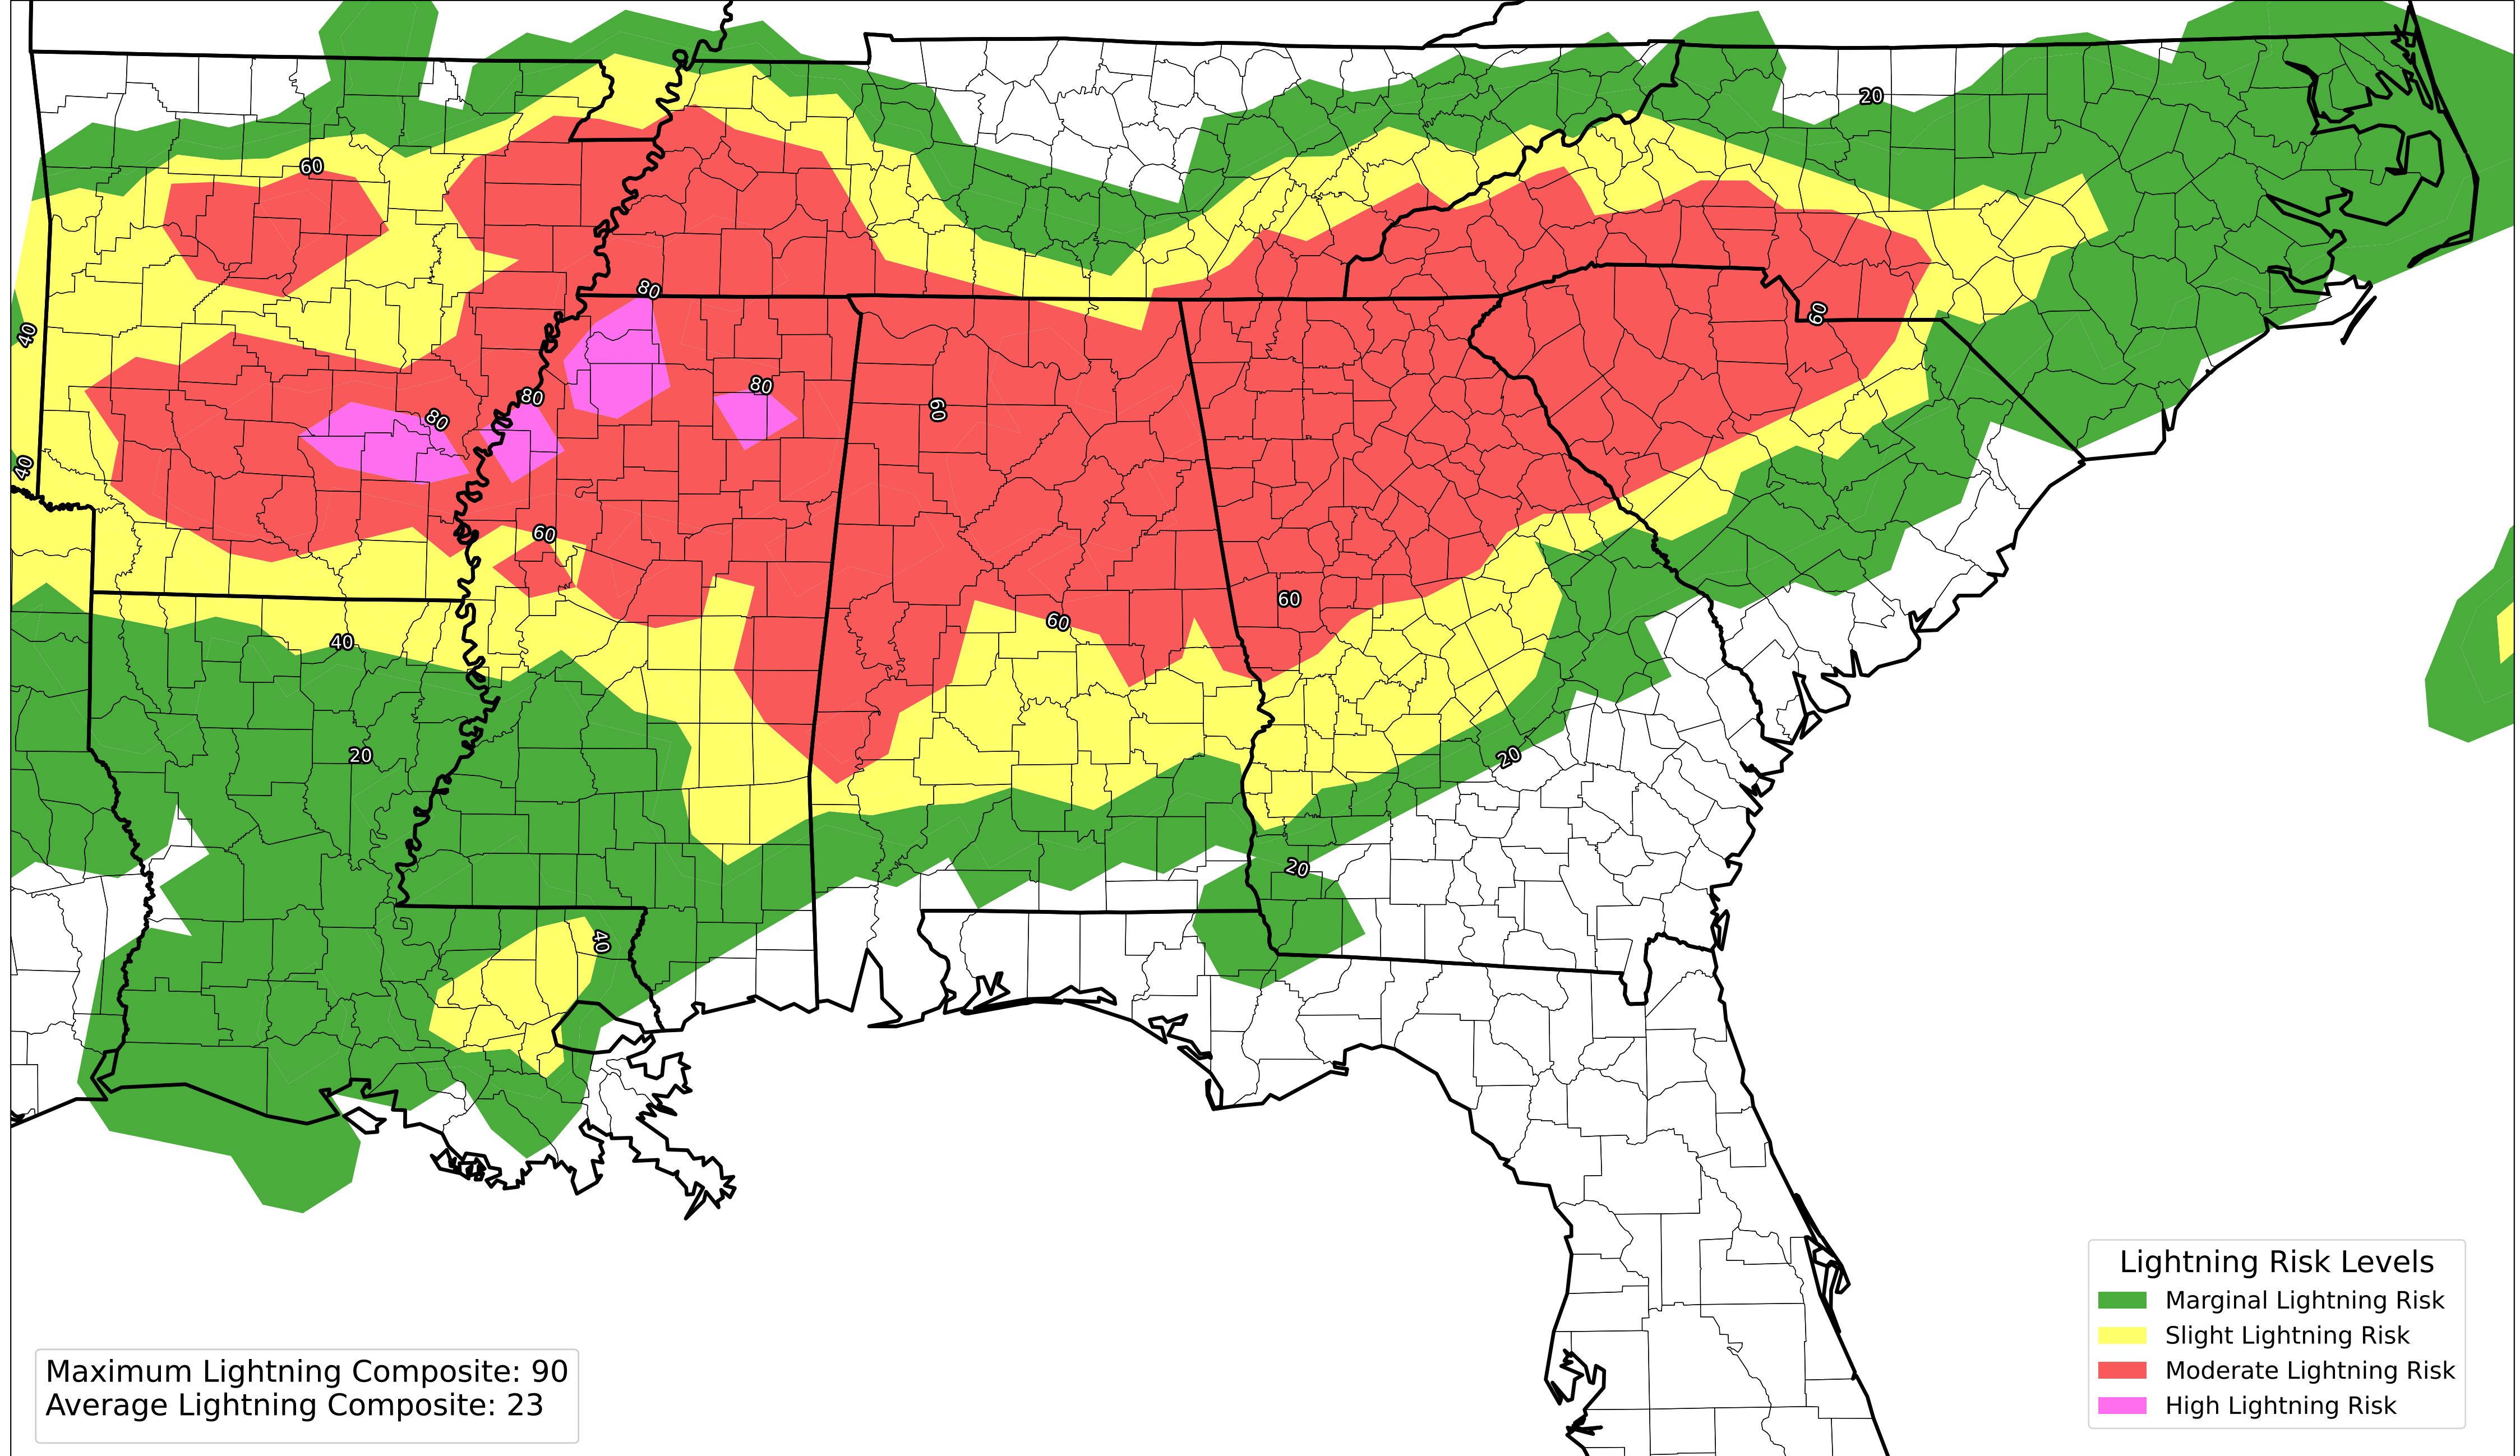 20
60
80
60
40
80
80
80
60
40
60
60
60
40
20
20
20
40
Maximum Lightning Composite: 90
Average Lightning Composite: 23
Lightning Risk Levels
Marginal Lightning Risk
Slight Lightning Risk
Moderate Lightning Risk
High Lightning Risk